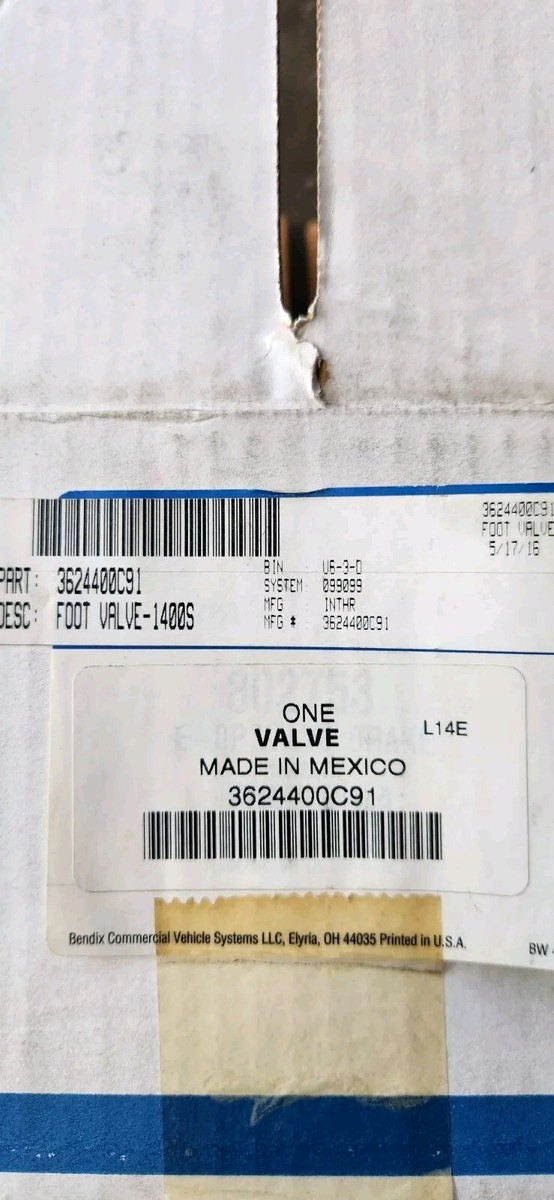 3624400C91
FOOT VALVE
5/17/16
PART: 3624400C91
DESC: FOOT VALVE-1400S
BIN : U6-3-D
SYSTEM: 099099
MFG : INTHR
MFG # : 3624400C91
802753
ONE
VALVE
L14E
MADE IN MEXICO
3624400C91
Bendix Commercial Vehicle Systems LLC, Elyria, OH 44035 Printed in U.S.A.
BW